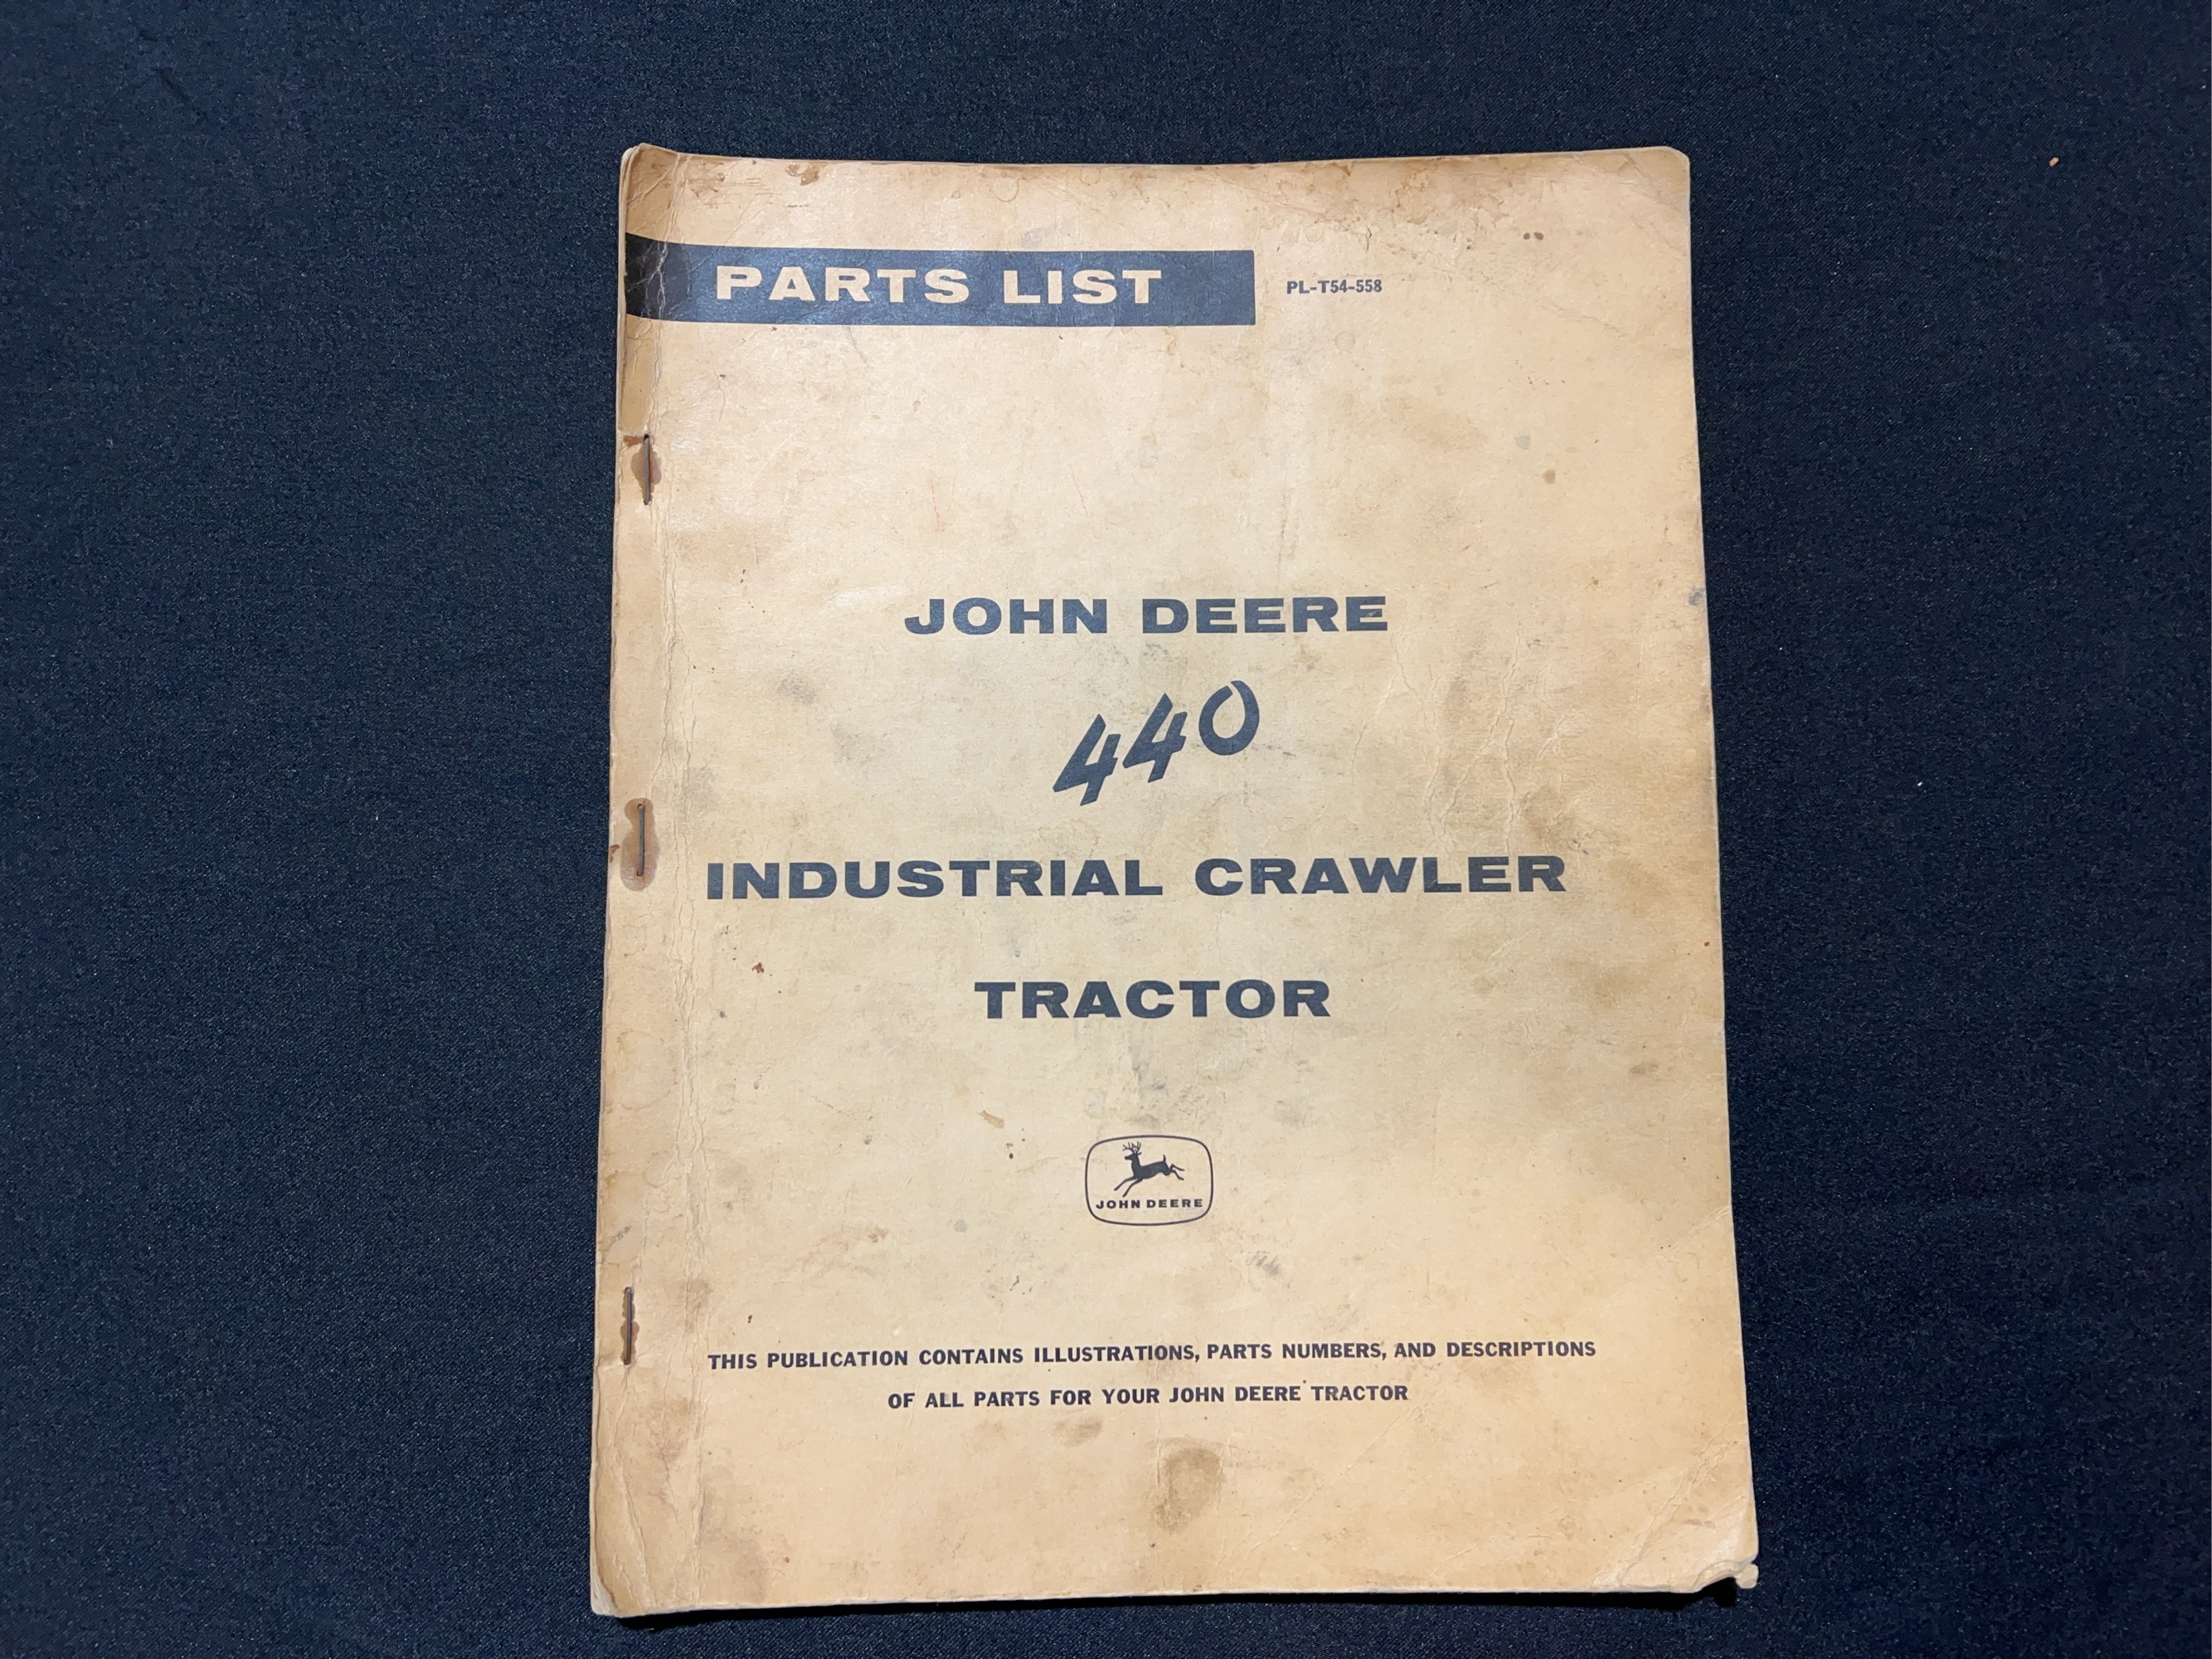 PARTS LIST PL-T54-558
JOHN DEERE
440
INDUSTRIAL CRAWLER
TRACTOR
JOHN DEERE
THIS PUBLICATION CONTAINS ILLUSTRATIONS, PARTS NUMBERS, AND DESCRIPTIONS
OF ALL PARTS FOR YOUR JOHN DEERE TRACTOR